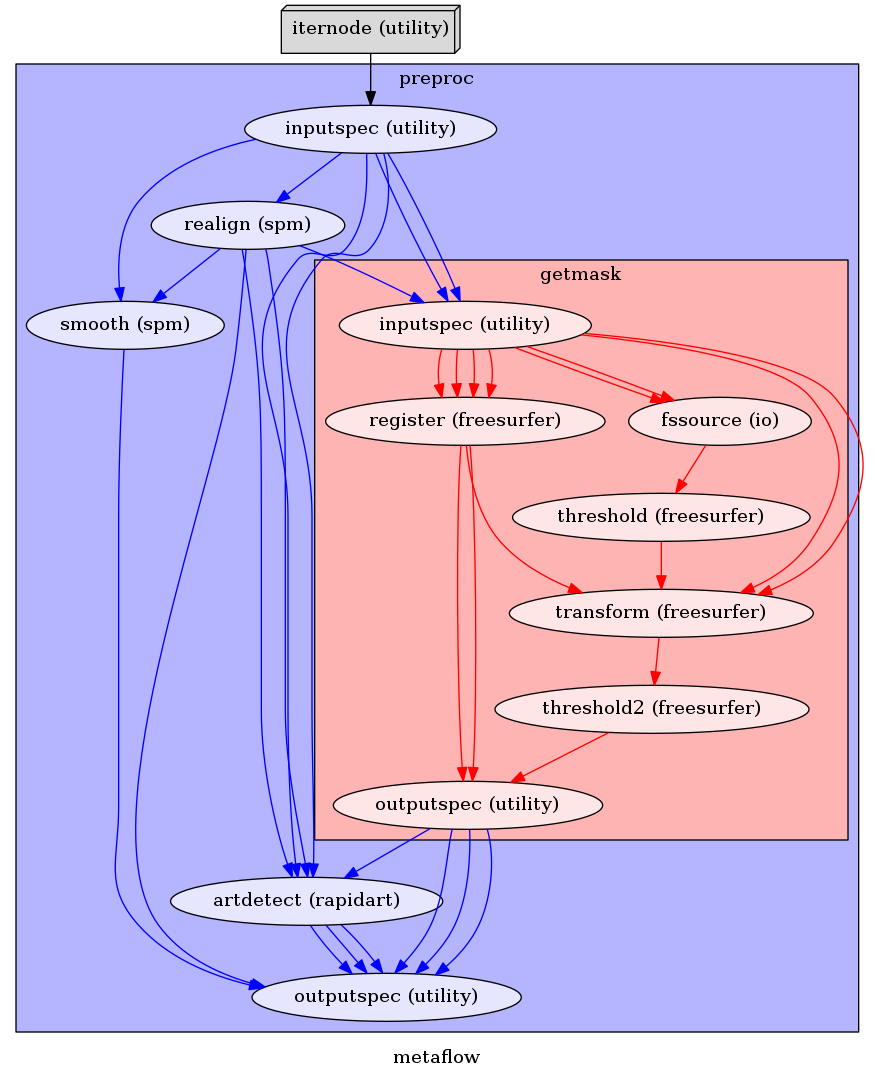 iternode (utility)
preproc
inputspec (utility)
realign (spm)
getmask
smooth (spm)
inputspec (utility)
register (freesurfer)
fssource (io)
threshold (freesurfer)
transform (freesurfer)
threshold2 (freesurfer)
outputspec (utility)
artdetect (rapidart)
outputspec (utility)
metaflow